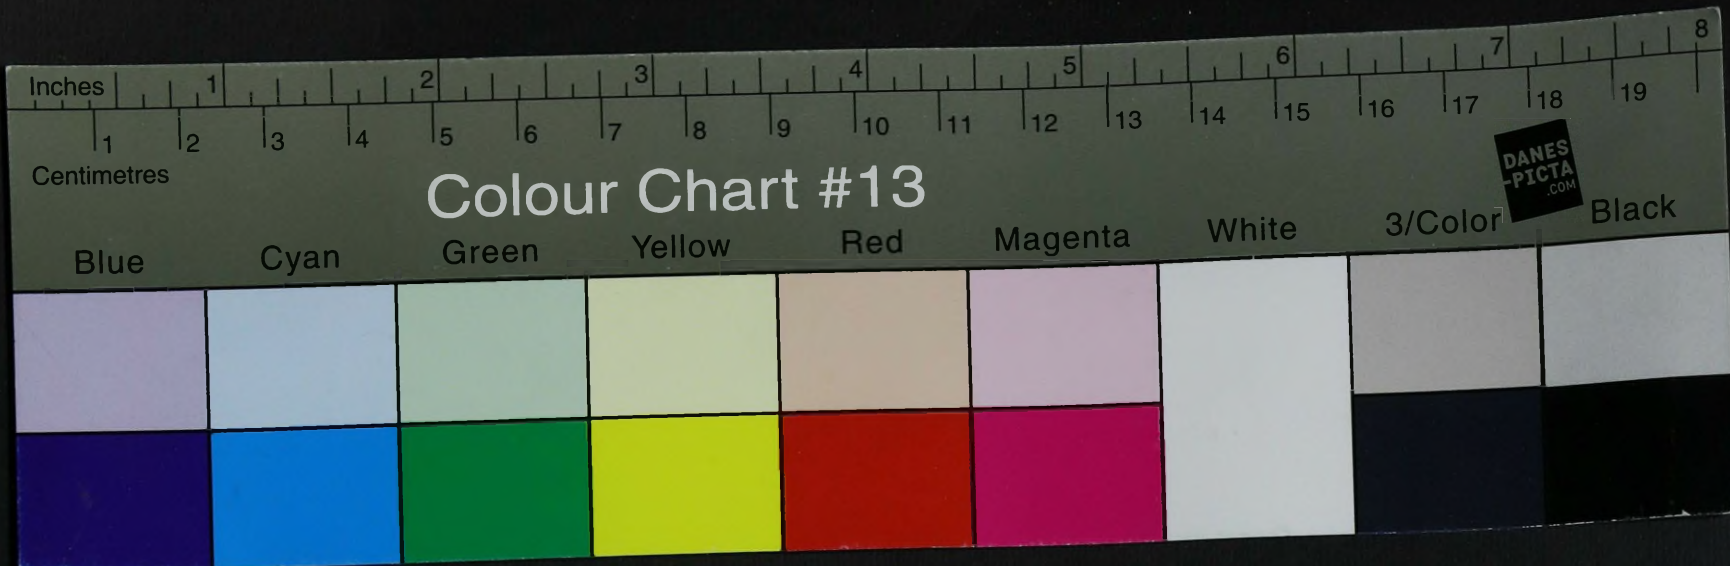 Inches 1 2 3 4 5 6 7 8
1 2 3 4 5 6 7 8 9 10 11 12 13 14 15 16 17 18 19
Centimetres
Colour Chart #13
DANES
-PICTA
.COM
Blue Cyan Green Yellow Red Magenta White 3/Color Black